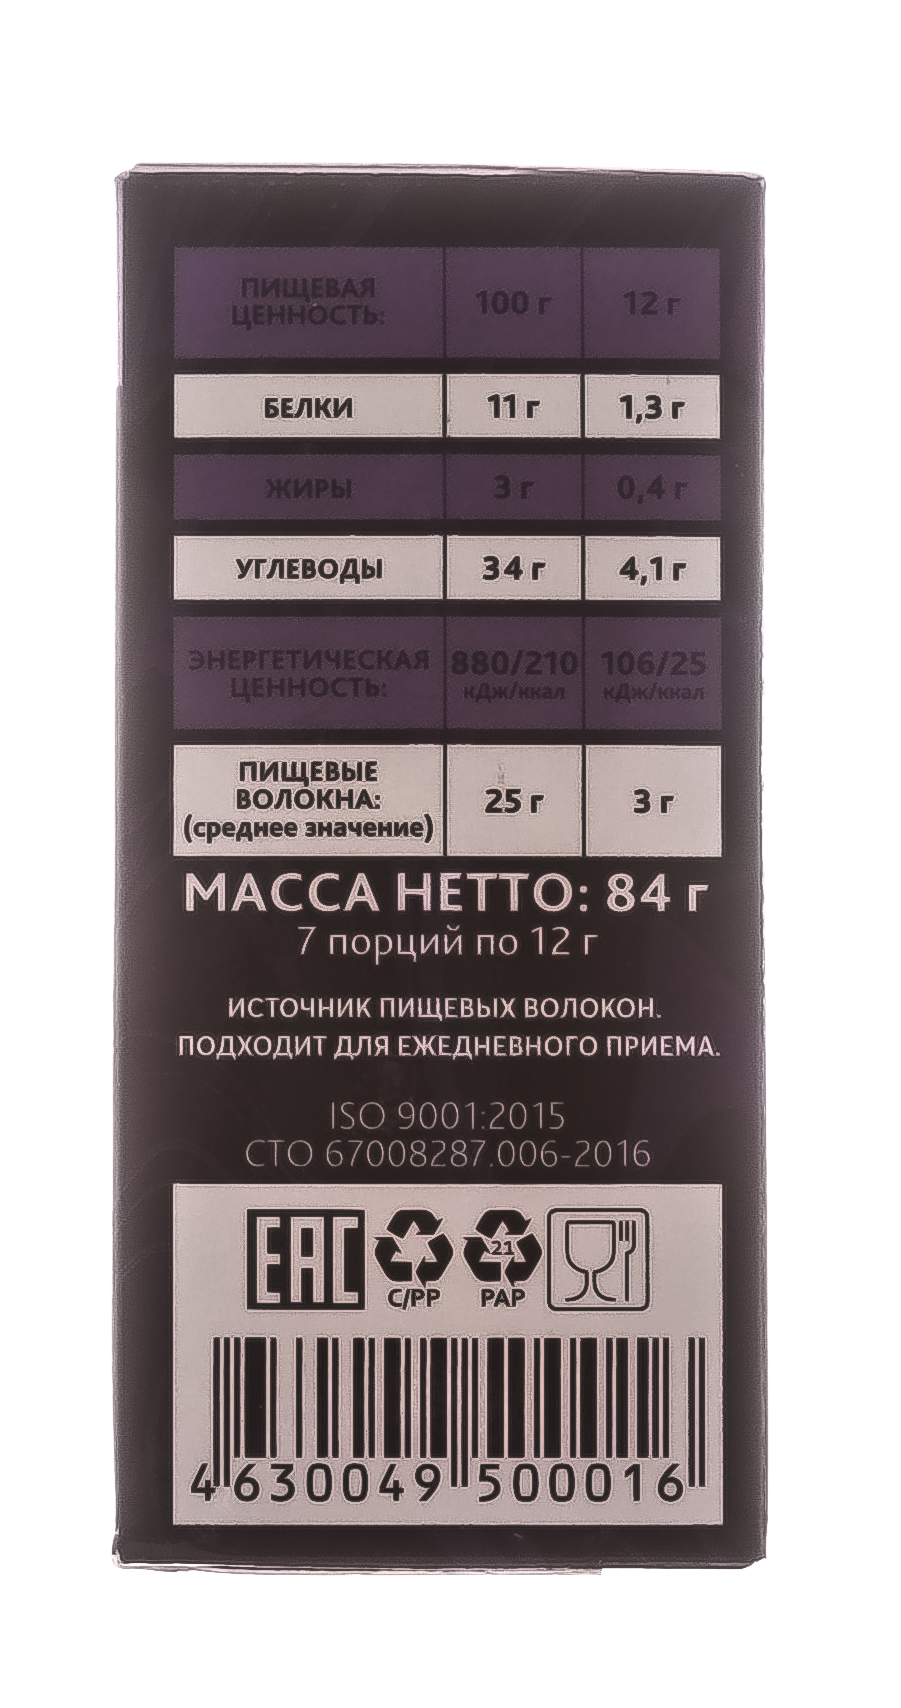 ПИЩЕВАЯ
ЦЕННОСТЬ: 100 г 12 г
БЕЛКИ 11 г 1,3 г
ЖИРЫ 3 г 0,4 г
УГЛЕВОДЫ 34 г 4,1 г
ЭНЕРГЕТИЧЕСКАЯ 880/210 106/25
ЦЕННОСТЬ: кДж/ккал кДж/ккал
ПИЩЕВЫЕ
ВОЛОКНА: 25 г 3 г
(среднее значение)
МАССА НЕТТО: 84 г
7 порций по 12 г
ИСТОЧНИК ПИЩЕВЫХ ВОЛОКОН.
ПОДХОДИТ ДЛЯ ЕЖЕДНЕВНОГО ПРИЕМА.
ISO 9001:2015
СТО 67008287.006-2016
EAC 21
C/PP PAP
4 630049 500016